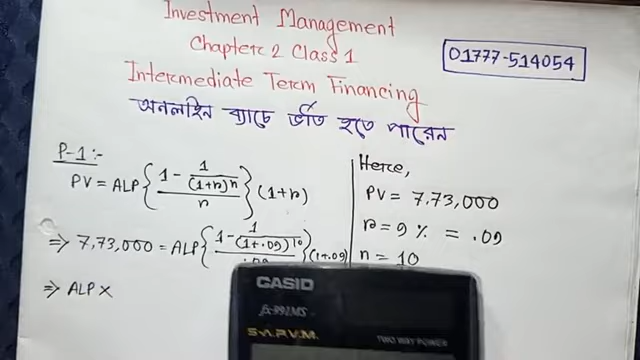 Investment Management
Chapter 2 Class 1
01777-514054
Intermediate Term Financing
অনলাইন ব্যাচে ভর্তি হতে পারেন
P-1:-
PV = ALP { (1 - 1/(1+r)^n) / r } (1+r)
⇒ 7,73,000 = ALP { (1 - 1/(1+.09)^10) / .09 } (1+.09)
⇒ ALP ×
Here,
PV = 7,73,000
r = 9 % = .09
n = 10
CASIO
fx-991MS
S-V.P.A.M.
TWO WAY POWER